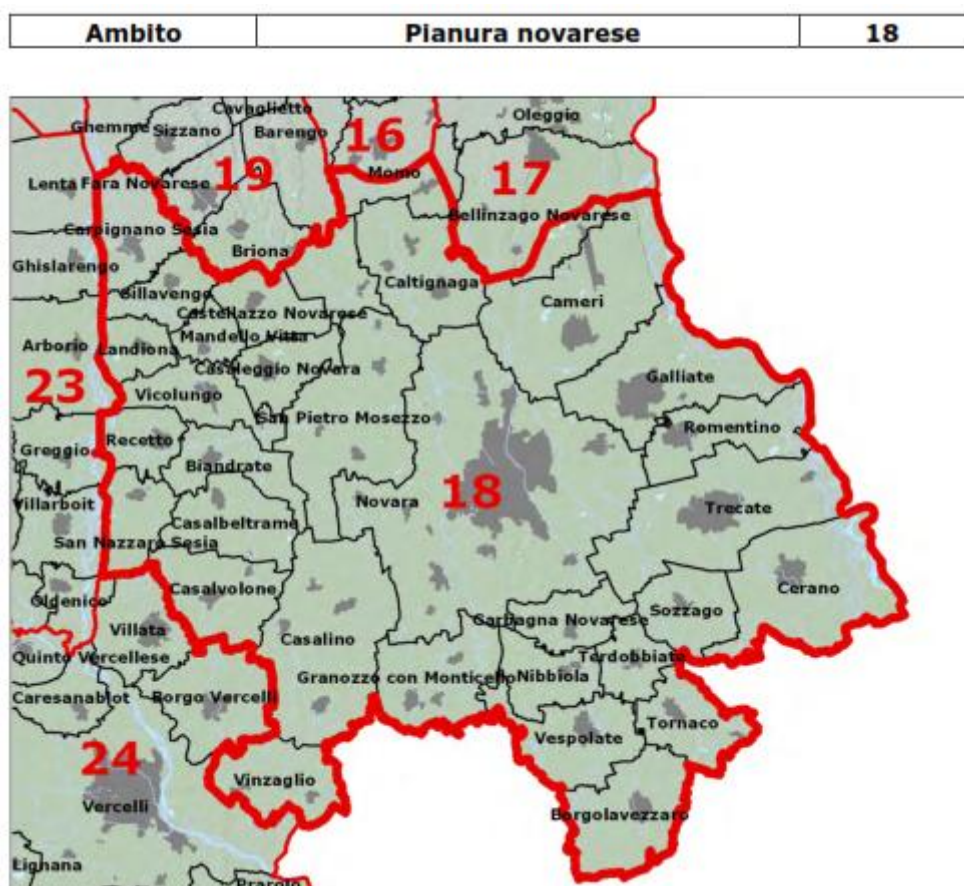 Ambito Pianura novarese 18
Cavaglietto
Oleggio
Ghemme Sizzano Barengo 16
Momo
19 17
Lenta Fara Novarese
Bellinzago Novarese
Carpignano Sesia
Briona
Ghislarengo
Caltignaga
Sillavengo
Cameri
Castellazzo Novarese
Mandello Vitta
Arborio Landiona
Casaleggio Novara
Galliate
23
Vicolungo
San Pietro Mosezzo
Romentino
Recetto
Greggio
Biandrate
18
Novara
Villarboit
Trecate
Casalbeltrame
San Nazzaro Sesia
Casalvolone
Cerano
Oldenico
Sozzago
Garbagna Novarese
Villata
Casalino
Quinto Vercellese
Terdobbiate
Granozzo con Monticello Nibbiola
Caresanablot Borgo Vercelli
Tornaco
Vespolate
24
Vinzaglio
Vercelli
Borgolavezzaro
Lignana
Prarolo